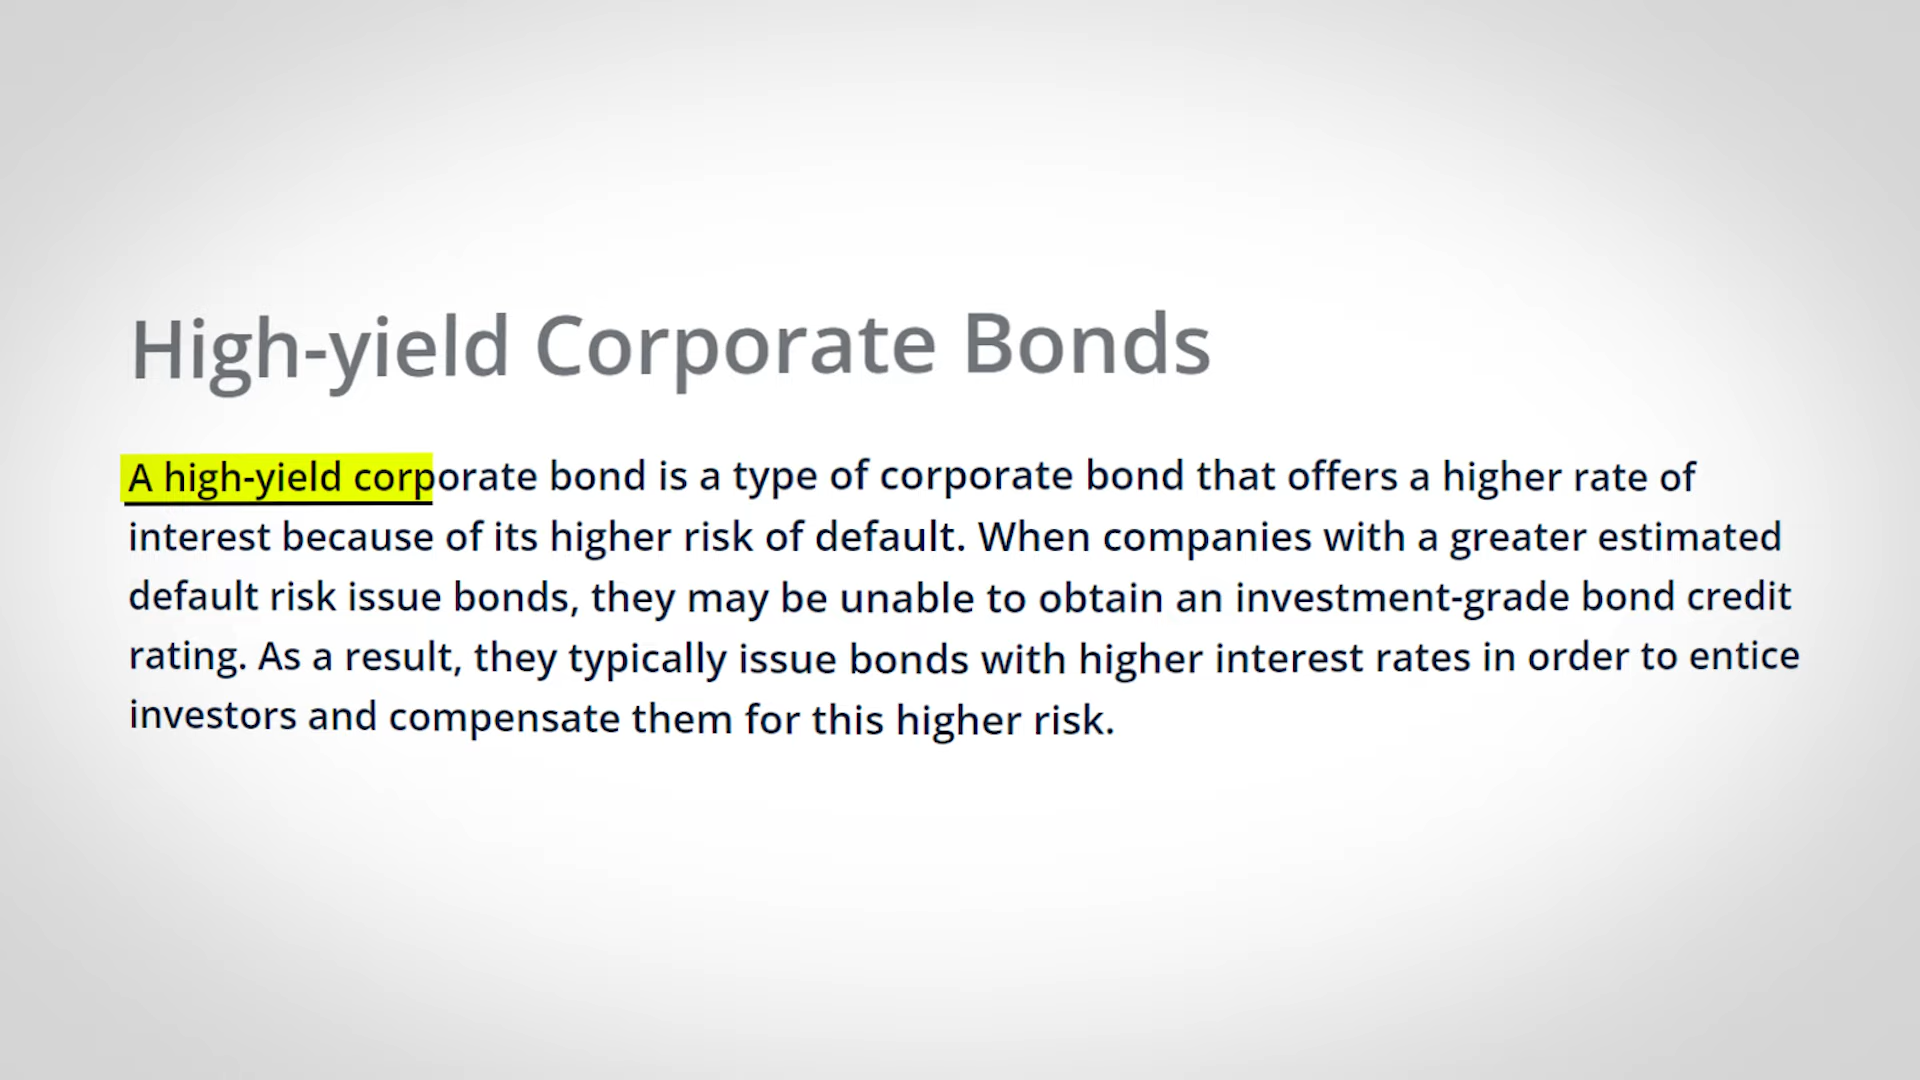 High-yield Corporate Bonds
A high-yield corporate bond is a type of corporate bond that offers a higher rate of
interest because of its higher risk of default. When companies with a greater estimated
default risk issue bonds, they may be unable to obtain an investment-grade bond credit
rating. As a result, they typically issue bonds with higher interest rates in order to entice
investors and compensate them for this higher risk.